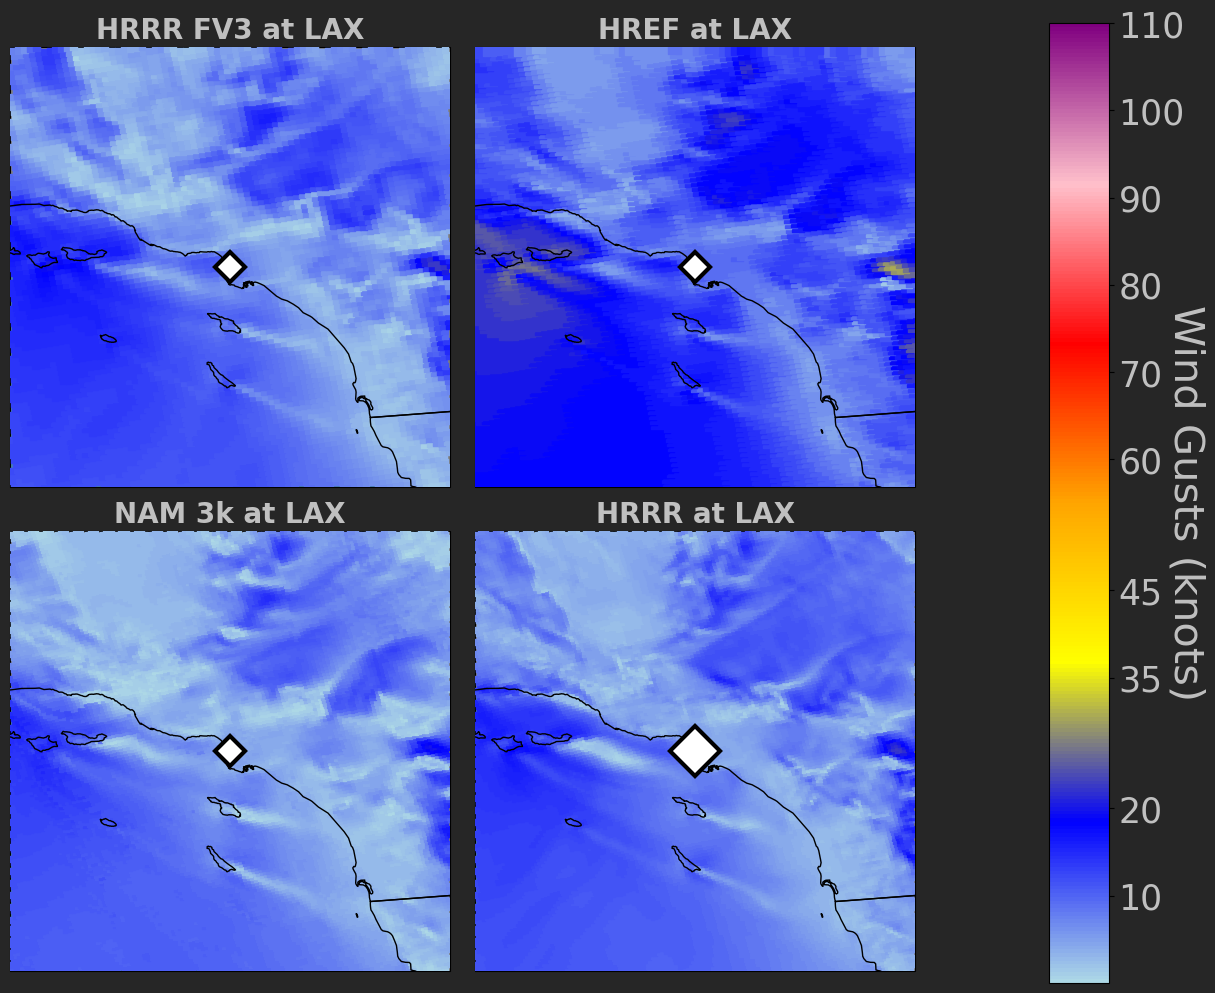 HRRR FV3 at LAX
HREF at LAX
NAM 3k at LAX
HRRR at LAX
110
100
90
80
70
60
45
35
20
10
Wind Gusts (knots)